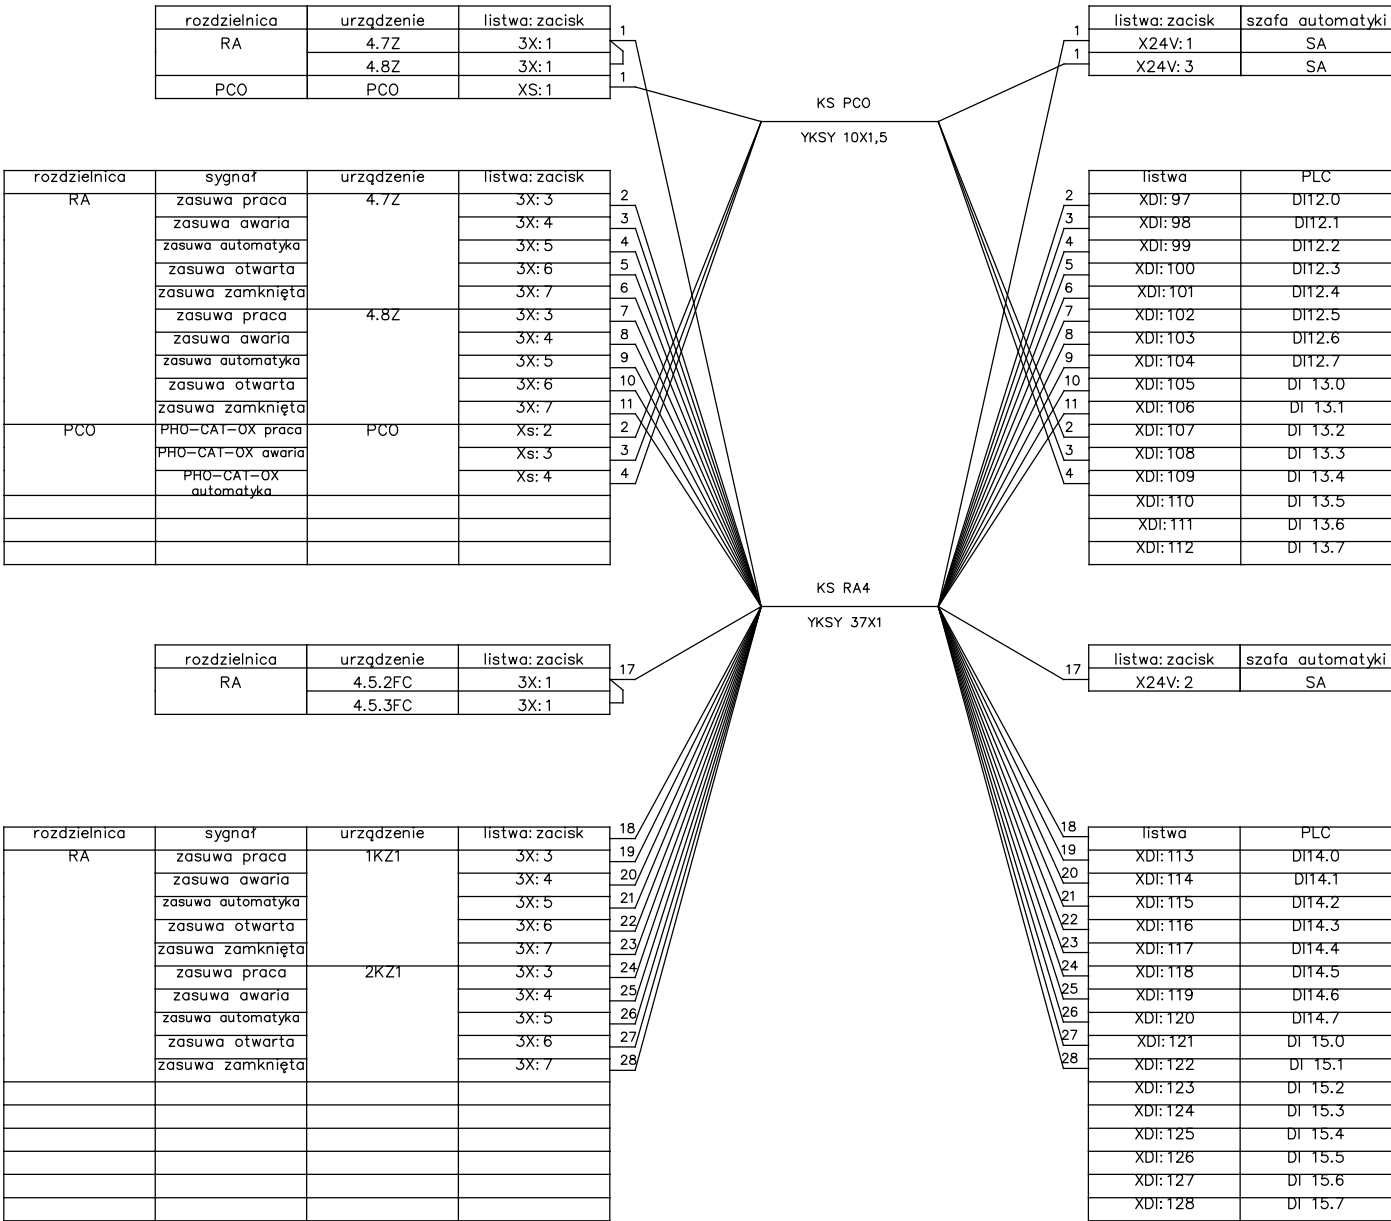 rozdzielnica urządzenie listwa: zacisk
RA 4.7Z 3X: 1 1
4.8Z 3X: 1
PCO PCO XS: 1 1
listwa: zacisk szafa automatyki
1 X24V: 1 SA
1 X24V: 3 SA
KS PCO
YKSY 10X1,5
rozdzielnica sygnał urządzenie listwa: zacisk
RA zasuwa praca 4.7Z 3X: 3 2
zasuwa awaria 3X: 4 3
zasuwa automatyka 3X: 5 4
zasuwa otwarta 3X: 6 5
zasuwa zamknięta 3X: 7 6
zasuwa praca 4.8Z 3X: 3 7
zasuwa awaria 3X: 4 8
zasuwa automatyka 3X: 5 9
zasuwa otwarta 3X: 6 10
zasuwa zamknięta 3X: 7 11
PCO PHO-CAT-OX praca PCO Xs: 2 2
PHO-CAT-OX awaria Xs: 3 3
PHO-CAT-OX Xs: 4 4
automatyka
listwa PLC
2 XDI: 97 DI12.0
3 XDI: 98 DI12.1
4 XDI: 99 DI12.2
5 XDI: 100 DI12.3
6 XDI: 101 DI12.4
7 XDI: 102 DI12.5
8 XDI: 103 DI12.6
9 XDI: 104 DI12.7
10 XDI: 105 DI 13.0
11 XDI: 106 DI 13.1
2 XDI: 107 DI 13.2
3 XDI: 108 DI 13.3
4 XDI: 109 DI 13.4
XDI: 110 DI 13.5
XDI: 111 DI 13.6
XDI: 112 DI 13.7
KS RA4
YKSY 37X1
rozdzielnica urządzenie listwa: zacisk
RA 4.5.2FC 3X: 1 17
4.5.3FC 3X: 1
listwa: zacisk szafa automatyki
17 X24V: 2 SA
rozdzielnica sygnał urządzenie listwa: zacisk 18
RA zasuwa praca 1KZ1 3X: 3 19
zasuwa awaria 3X: 4 20
zasuwa automatyka 3X: 5 21
zasuwa otwarta 3X: 6 22
zasuwa zamknięta 3X: 7 23
zasuwa praca 2KZ1 3X: 3 24
zasuwa awaria 3X: 4 25
zasuwa automatyka 3X: 5 26
zasuwa otwarta 3X: 6 27
zasuwa zamknięta 3X: 7 28
18 listwa PLC
19 XDI: 113 DI14.0
20 XDI: 114 DI14.1
21 XDI: 115 DI14.2
22 XDI: 116 DI14.3
23 XDI: 117 DI14.4
24 XDI: 118 DI14.5
25 XDI: 119 DI14.6
26 XDI: 120 DI14.7
27 XDI: 121 DI 15.0
28 XDI: 122 DI 15.1
XDI: 123 DI 15.2
XDI: 124 DI 15.3
XDI: 125 DI 15.4
XDI: 126 DI 15.5
XDI: 127 DI 15.6
XDI: 128 DI 15.7